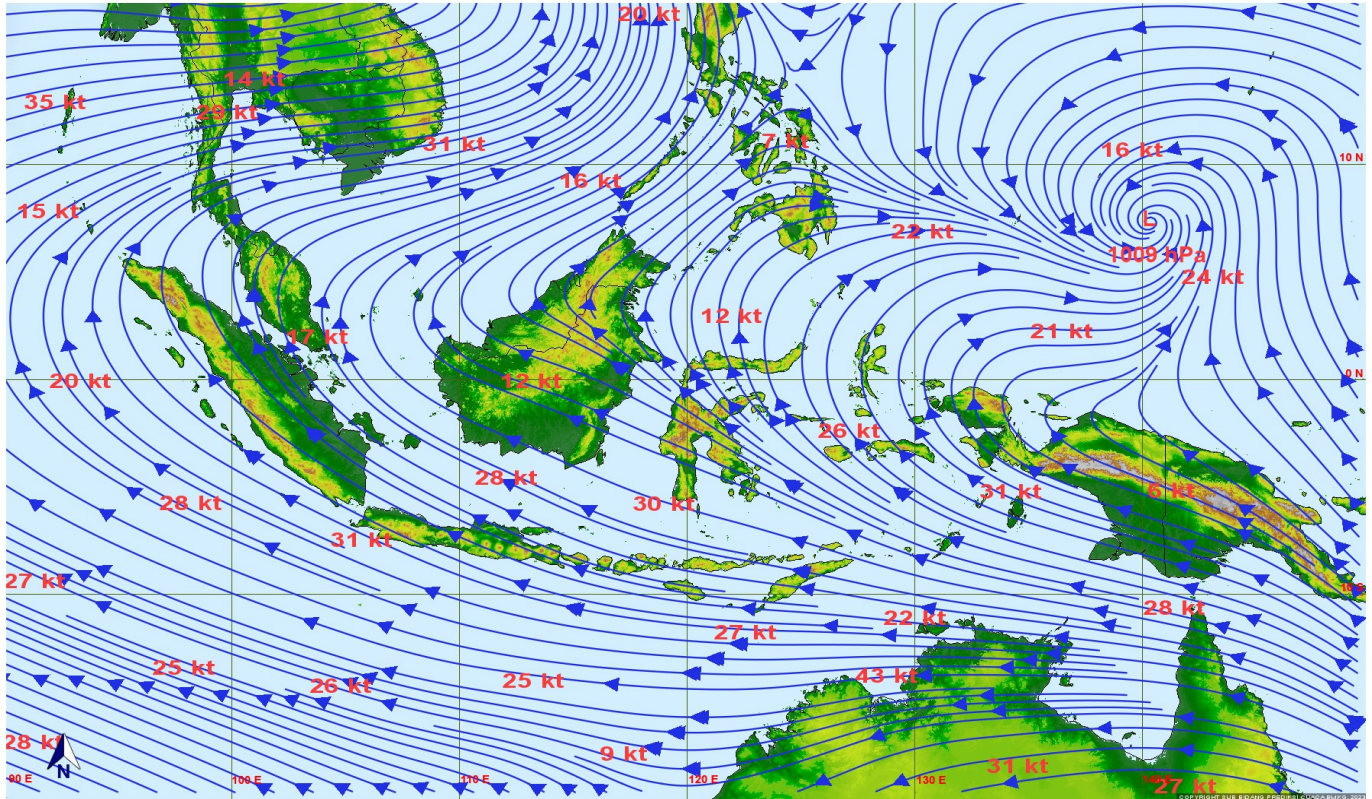 20 kt
14 kt
35 kt
29 kt
31 kt
7 kt
16 kt
10 N
16 kt
15 kt
L
22 kt
1009 hPa
24 kt
12 kt
21 kt
17 kt
20 kt
12 kt
0 N
26 kt
28 kt
31 kt
6 kt
28 kt
30 kt
31 kt
27 kt
10 S
28 kt
22 kt
27 kt
25 kt
43 kt
25 kt
26 kt
28 kt
9 kt
31 kt
N
90 E
100 E
110 E
120 E
130 E
140 E
27 kt